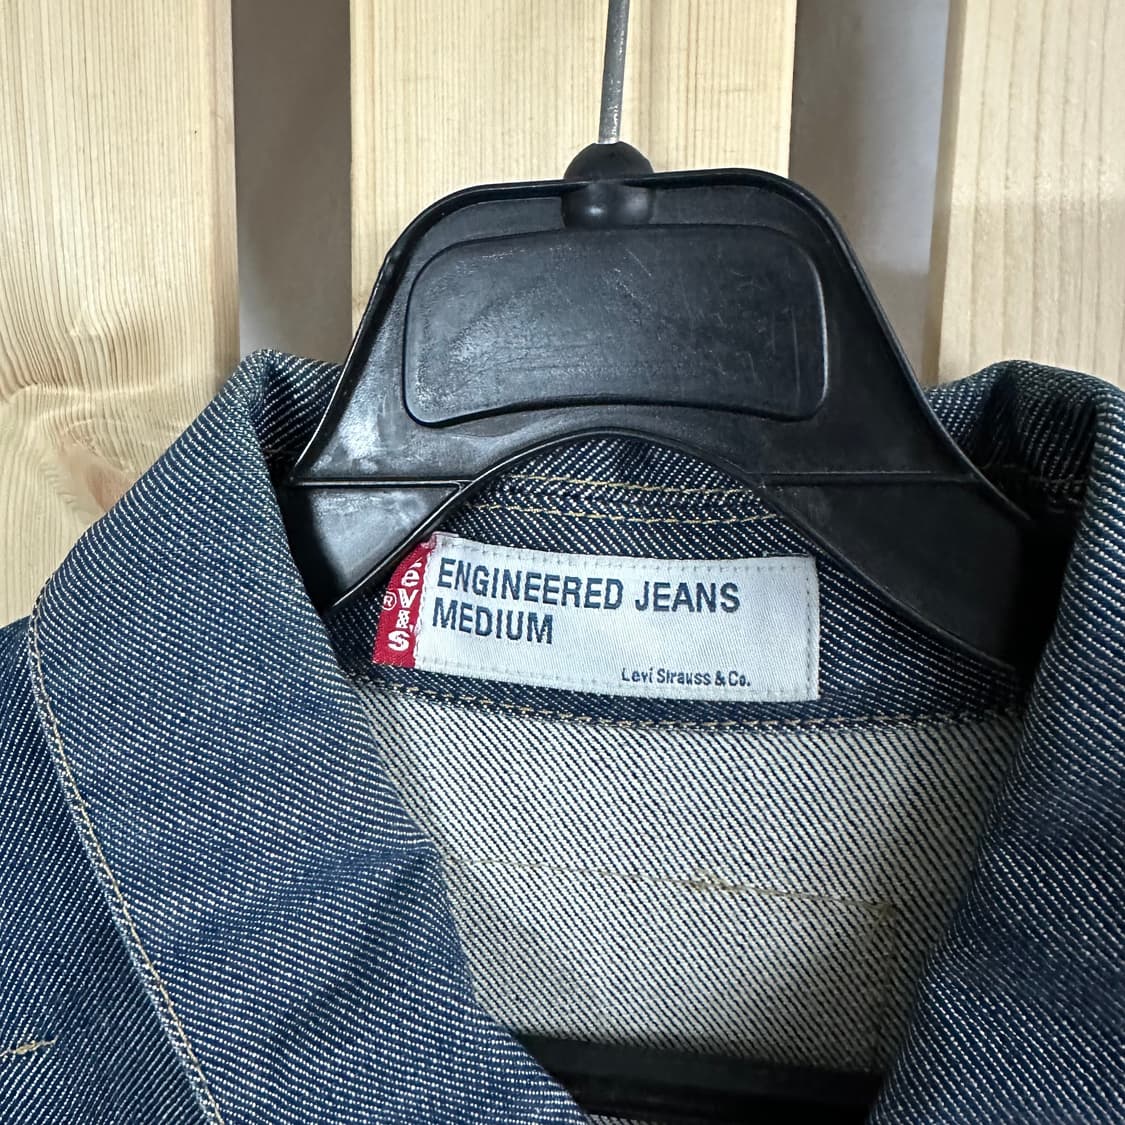 Levi's
®
ENGINEERED JEANS
MEDIUM
Levi Strauss & Co.